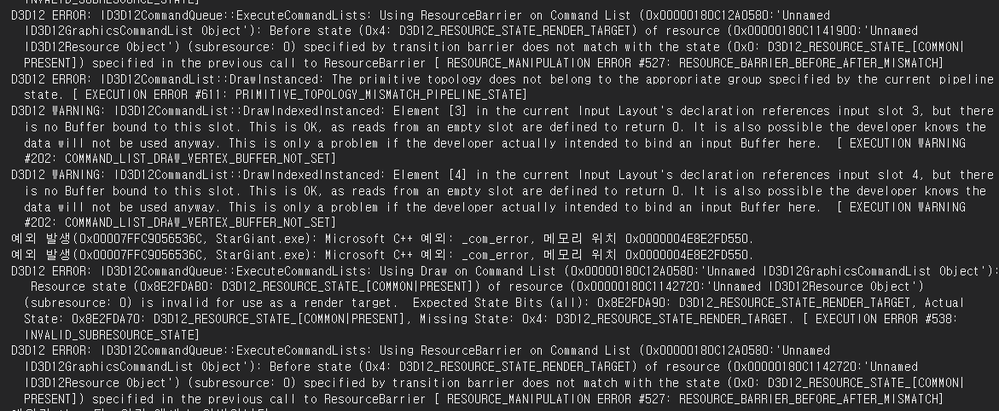 INVALID_SUBRESOURCE_STATE]
D3D12 ERROR: ID3D12CommandQueue::ExecuteCommandLists: Using ResourceBarrier on Command List (0x00000180C12A0580:'Unnamed
ID3D12GraphicsCommandList Object'): Before state (0x4: D3D12_RESOURCE_STATE_RENDER_TARGET) of resource (0x00000180C1141900:'Unnamed
ID3D12Resource Object') (subresource: 0) specified by transition barrier does not match with the state (0x0: D3D12_RESOURCE_STATE_[COMMON|
PRESENT]) specified in the previous call to ResourceBarrier [ RESOURCE_MANIPULATION ERROR #527: RESOURCE_BARRIER_BEFORE_AFTER_MISMATCH]
D3D12 ERROR: ID3D12CommandList::DrawInstanced: The primitive topology does not belong to the appropriate group specified by the current pipeline
state. [ EXECUTION ERROR #611: PRIMITIVE_TOPOLOGY_MISMATCH_PIPELINE_STATE]
D3D12 WARNING: ID3D12CommandList::DrawIndexedInstanced: Element [3] in the current Input Layout's declaration references input slot 3, but there
is no Buffer bound to this slot. This is OK, as reads from an empty slot are defined to return 0. It is also possible the developer knows the
data will not be used anyway. This is only a problem if the developer actually intended to bind an input Buffer here.  [ EXECUTION WARNING
#202: COMMAND_LIST_DRAW_VERTEX_BUFFER_NOT_SET]
D3D12 WARNING: ID3D12CommandList::DrawIndexedInstanced: Element [4] in the current Input Layout's declaration references input slot 4, but there
is no Buffer bound to this slot. This is OK, as reads from an empty slot are defined to return 0. It is also possible the developer knows the
data will not be used anyway. This is only a problem if the developer actually intended to bind an input Buffer here.  [ EXECUTION WARNING
#202: COMMAND_LIST_DRAW_VERTEX_BUFFER_NOT_SET]
예외 발생(0x00007FFC9056536C, StarGiant.exe): Microsoft C++ 예외: _com_error, 메모리 위치 0x0000004E8E2FD550.
예외 발생(0x00007FFC9056536C, StarGiant.exe): Microsoft C++ 예외: _com_error, 메모리 위치 0x0000004E8E2FD550.
D3D12 ERROR: ID3D12CommandQueue::ExecuteCommandLists: Using Draw on Command List (0x00000180C12A0580:'Unnamed ID3D12GraphicsCommandList Object'):
Resource state (0x8E2FDAB0: D3D12_RESOURCE_STATE_[COMMON|PRESENT]) of resource (0x00000180C1142720:'Unnamed ID3D12Resource Object')
(subresource: 0) is invalid for use as a render target.  Expected State Bits (all): 0x8E2FDA90: D3D12_RESOURCE_STATE_RENDER_TARGET, Actual
State: 0x8E2FDA70: D3D12_RESOURCE_STATE_[COMMON|PRESENT], Missing State: 0x4: D3D12_RESOURCE_STATE_RENDER_TARGET. [ EXECUTION ERROR #538:
INVALID_SUBRESOURCE_STATE]
D3D12 ERROR: ID3D12CommandQueue::ExecuteCommandLists: Using ResourceBarrier on Command List (0x00000180C12A0580:'Unnamed
ID3D12GraphicsCommandList Object'): Before state (0x4: D3D12_RESOURCE_STATE_RENDER_TARGET) of resource (0x00000180C1142720:'Unnamed
ID3D12Resource Object') (subresource: 0) specified by transition barrier does not match with the state (0x0: D3D12_RESOURCE_STATE_[COMMON|
PRESENT]) specified in the previous call to ResourceBarrier [ RESOURCE_MANIPULATION ERROR #527: RESOURCE_BARRIER_BEFORE_AFTER_MISMATCH]